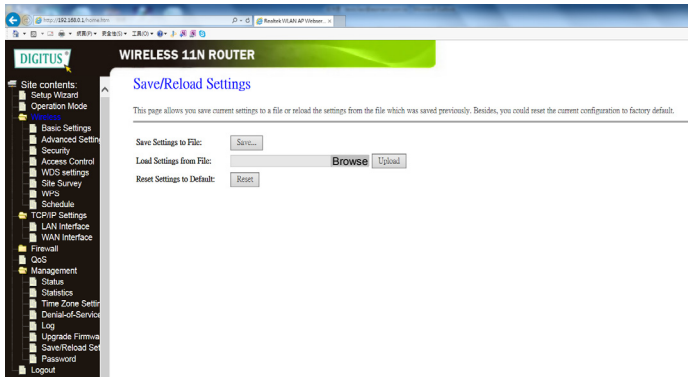 http://192.168.0.1/home.htm
Realtek WLAN AP Webser...
DIGITUS
WIRELESS 11N ROUTER
Site contents:
Setup Wizard
Operation Mode
Wireless
Basic Settings
Advanced Setting
Security
Access Control
WDS settings
Site Survey
WPS
Schedule
TCP/IP Settings
LAN Interface
WAN Interface
Firewall
QoS
Management
Status
Statistics
Time Zone Settin
Denial-of-Service
Log
Upgrade Firmwa
Save/Reload Set
Password
Logout
Save/Reload Settings
This page allows you save current settings to a file or reload the settings from the file which was saved previously. Besides, you could reset the current configuration to factory default.
Save Settings to File: Save...
Load Settings from File: Browse Upload
Reset Settings to Default: Reset